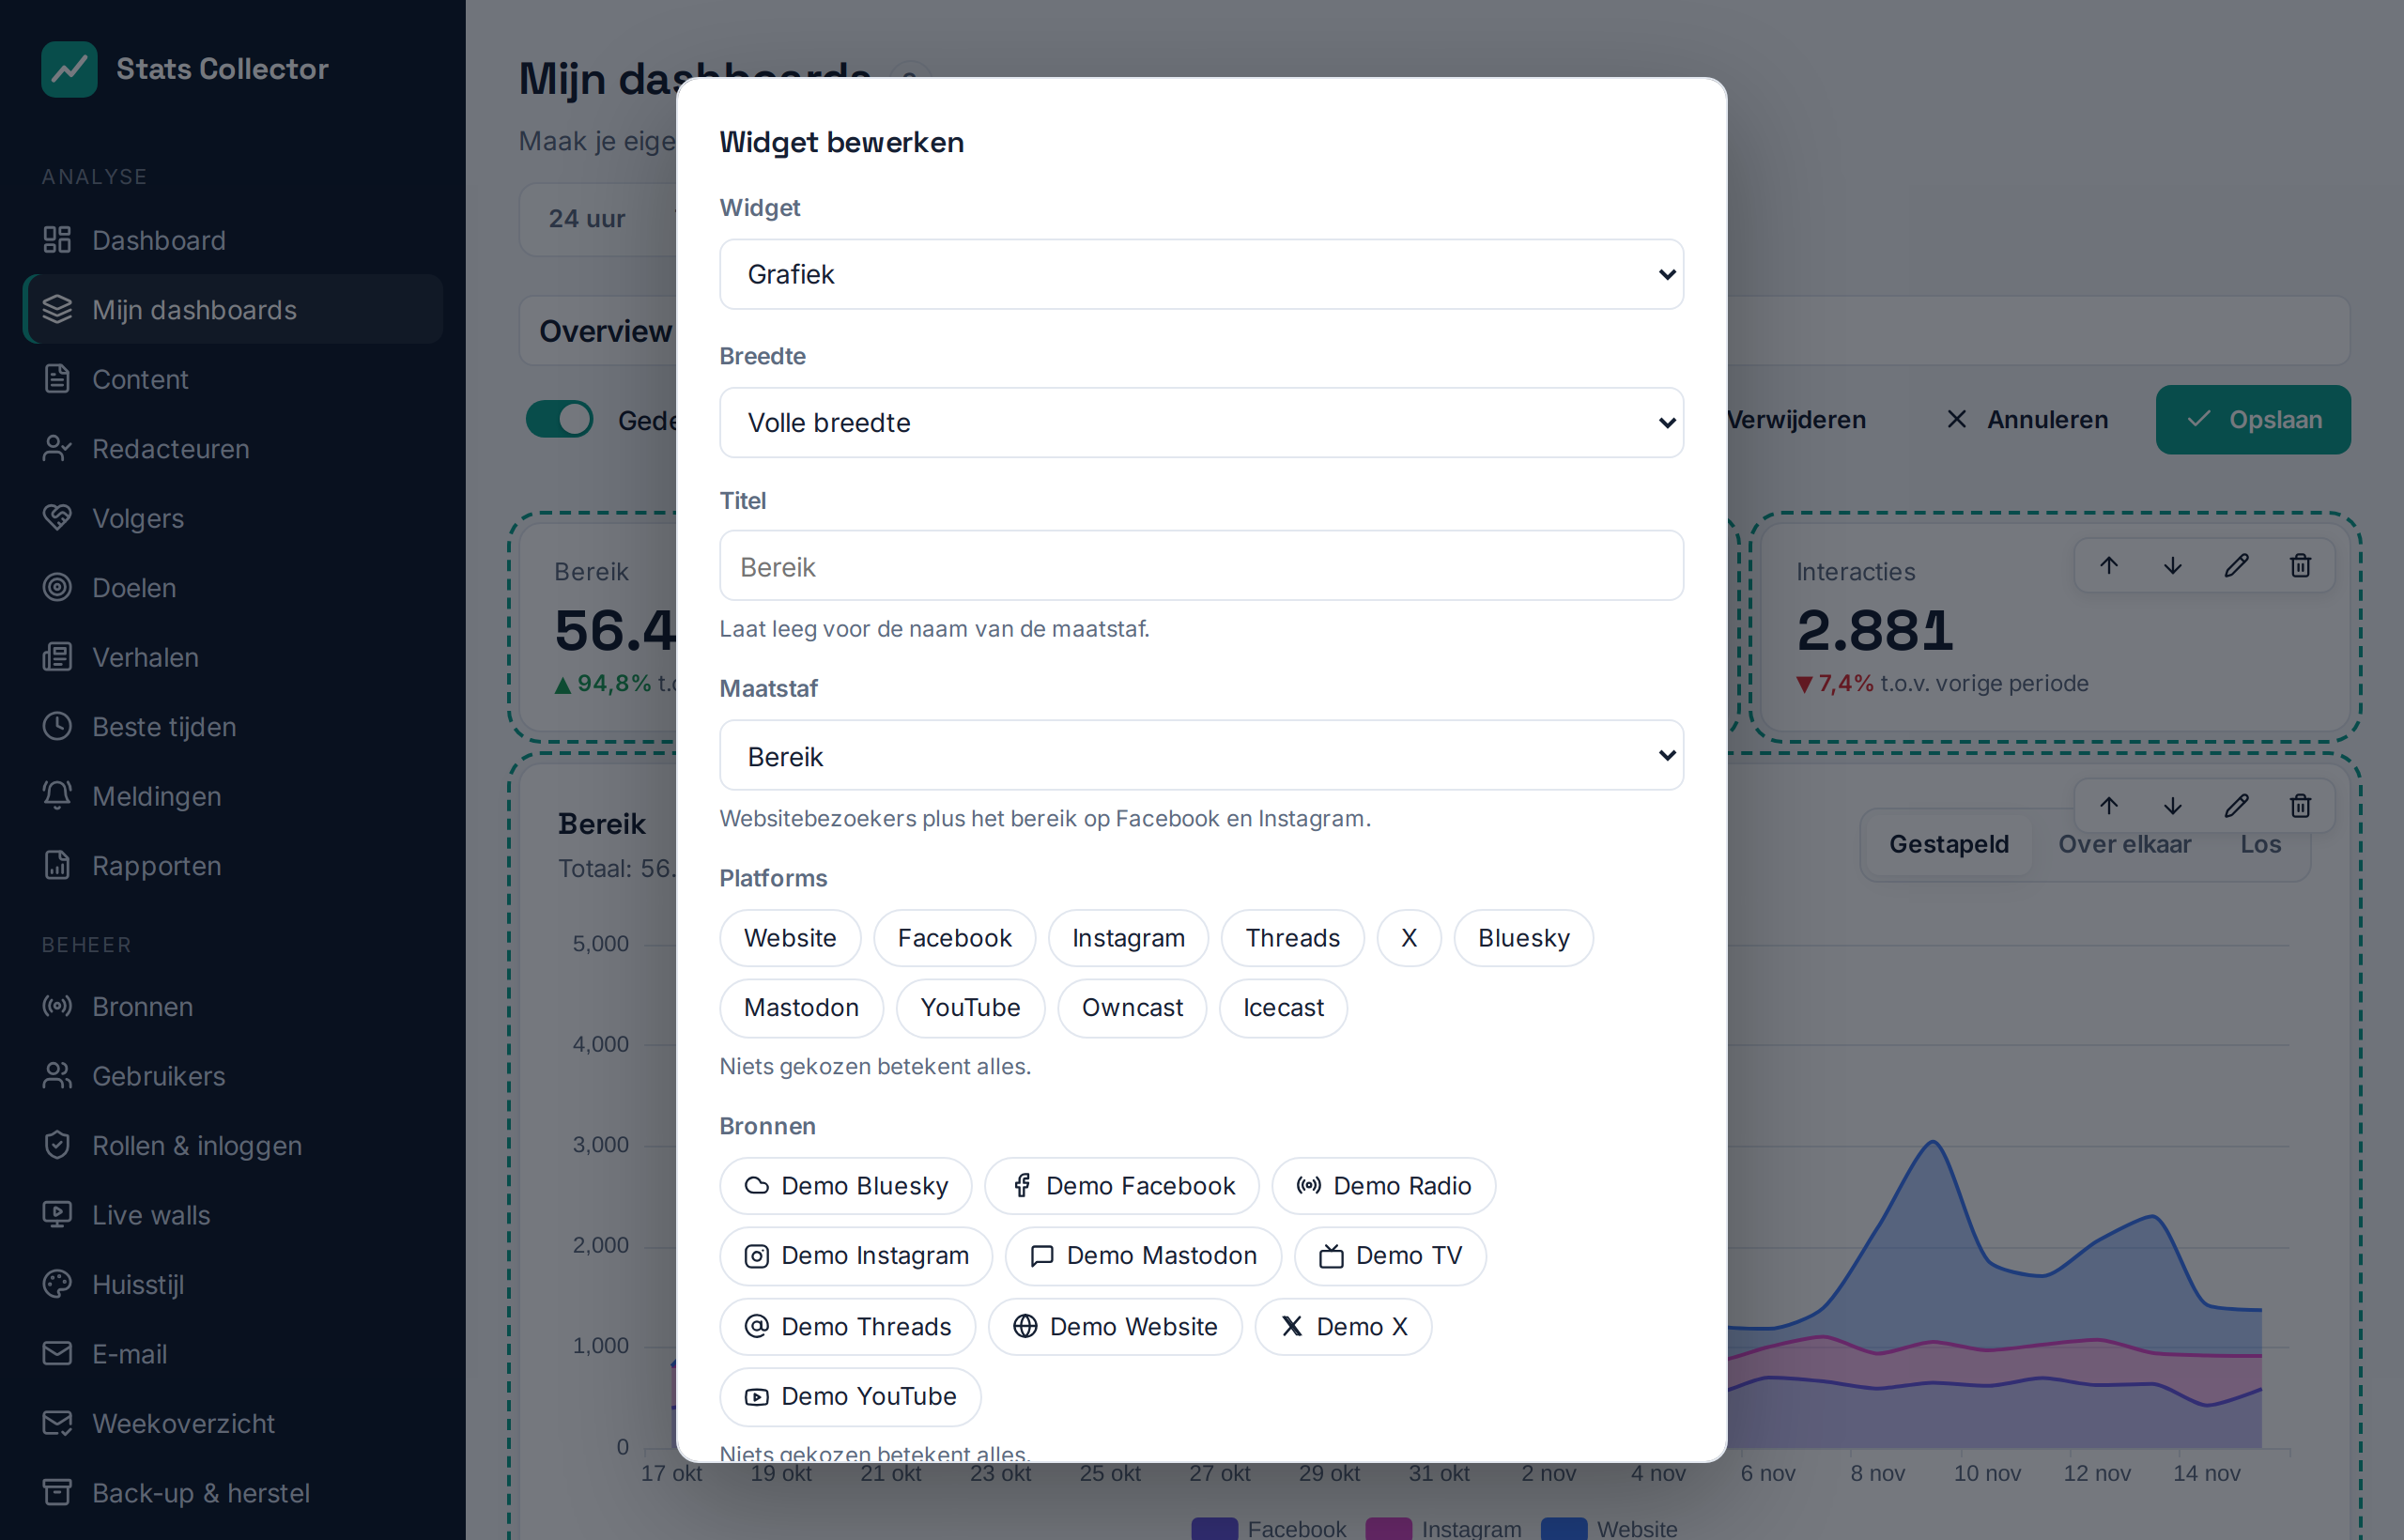 Stats Collector
ANALYSE
Dashboard
Mijn dashboards
Content
Redacteuren
Volgers
Doelen
Verhalen
Beste tijden
Meldingen
Rapporten
BEHEER
Bronnen
Gebruikers
Rollen & inloggen
Live walls
Huisstijl
E-mail
Weekoverzicht
Back-up & herstel
Mijn dashboards
Maak je eige
24 uur
Overview
Verwijderen
Annuleren
Opslaan
Bereik
56.4
▲ 94,8%
Interacties
2.881
▼ 7,4% t.o.v. vorige periode
Bereik
Totaal: 56.
Gestapeld
Over elkaar
Los
5,000
4,000
3,000
2,000
1,000
0
17 okt
19 okt
21 okt
23 okt
25 okt
27 okt
29 okt
31 okt
2 nov
4 nov
6 nov
8 nov
10 nov
12 nov
14 nov
Facebook
Instagram
Website
Widget bewerken
Widget
Grafiek
Breedte
Volle breedte
Titel
Bereik
Laat leeg voor de naam van de maatstaf.
Maatstaf
Bereik
Websitebezoekers plus het bereik op Facebook en Instagram.
Platforms
Website
Facebook
Instagram
Threads
X
Bluesky
Mastodon
YouTube
Owncast
Icecast
Niets gekozen betekent alles.
Bronnen
Demo Bluesky
Demo Facebook
Demo Radio
Demo Instagram
Demo Mastodon
Demo TV
Demo Threads
Demo Website
Demo X
Demo YouTube
Niets gekozen betekent alles.